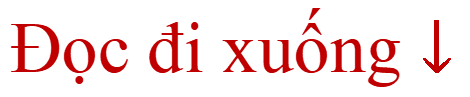 Đọc đi xuống ↓